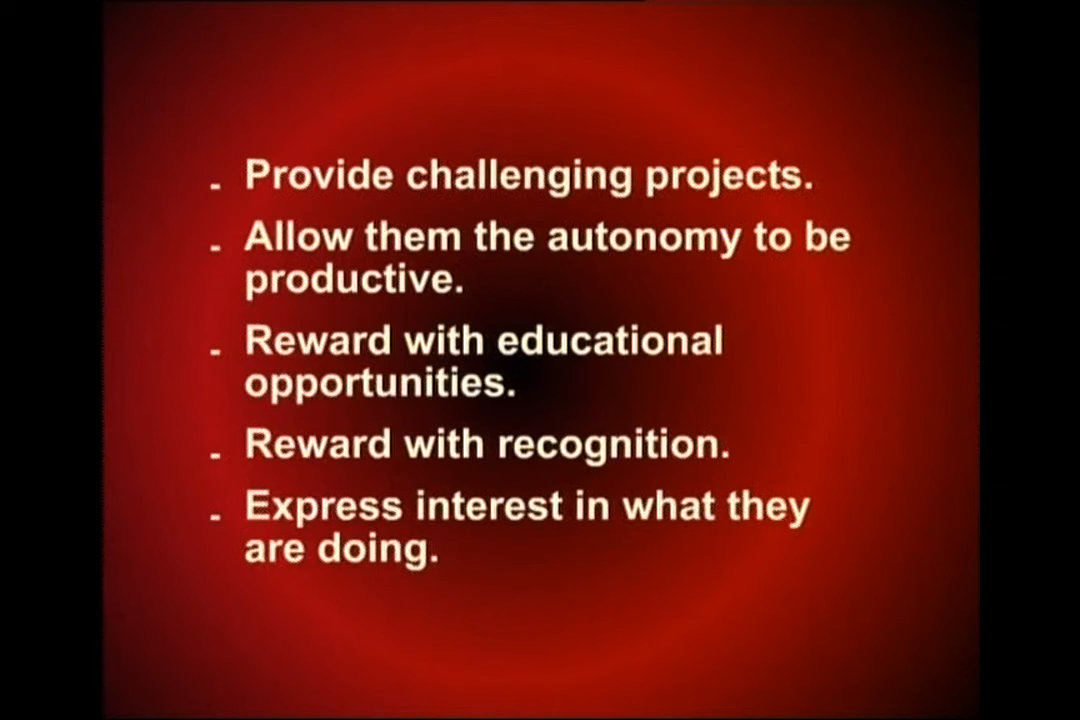 - Provide challenging projects.
- Allow them the autonomy to be
productive.
- Reward with educational
opportunities.
- Reward with recognition.
- Express interest in what they
are doing.